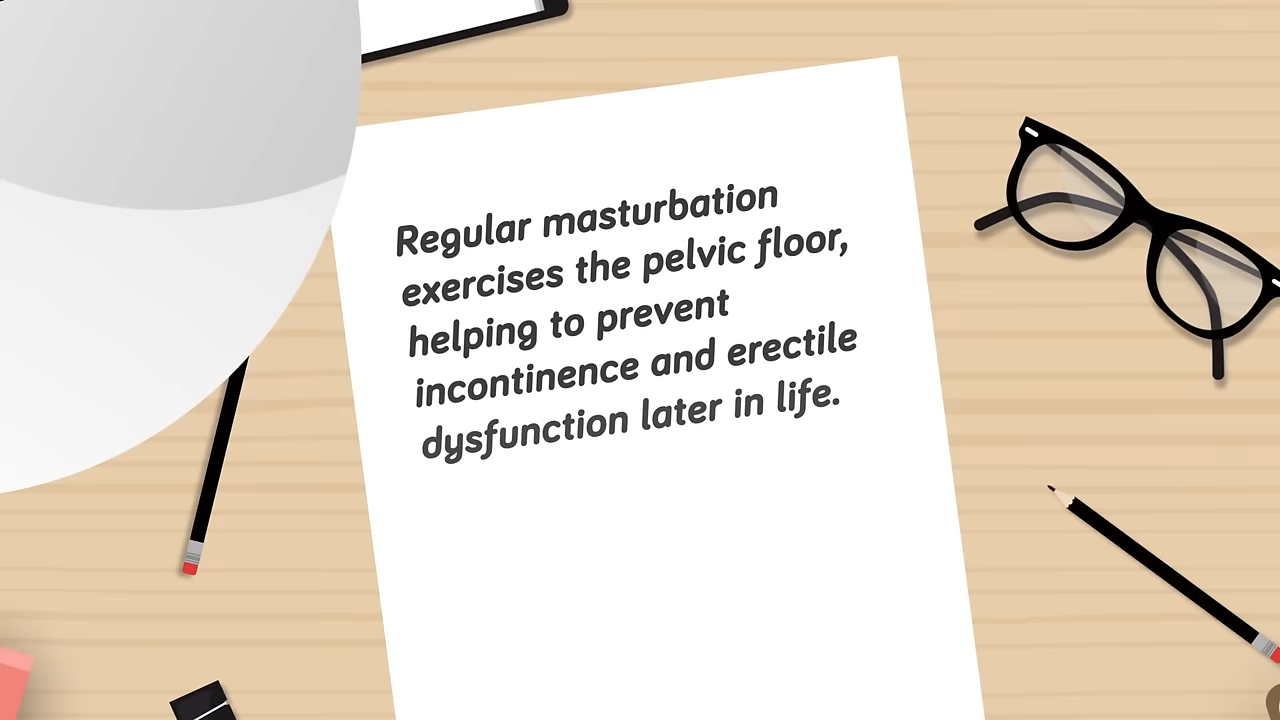 Regular masturbation
exercises the pelvic floor,
helping to prevent
incontinence and erectile
dysfunction later in life.